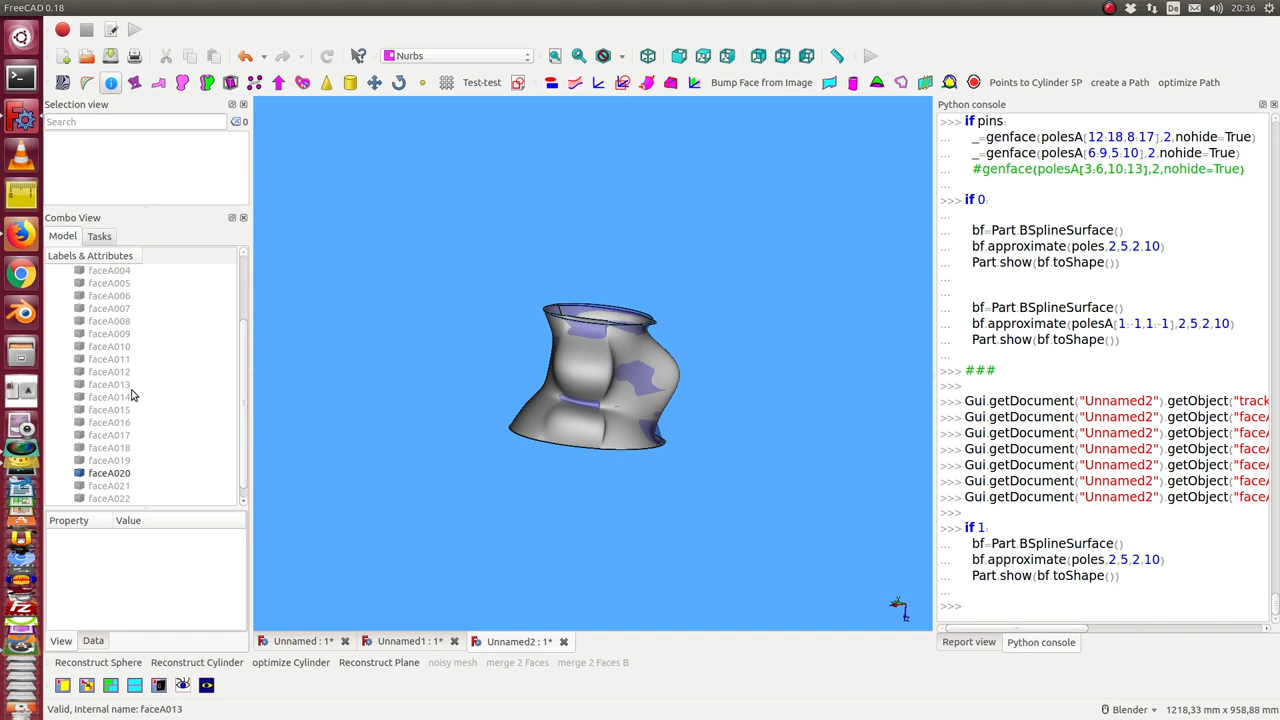 FreeCAD 0.18
De
20:36
Nurbs
Test-test
Bump Face from Image
Points to Cylinder 5P
create a Path
optimize Path
Selection view
Search
0
Combo View
Model
Tasks
Labels & Attributes
faceA004
faceA005
faceA006
faceA007
faceA008
faceA009
faceA010
faceA011
faceA012
faceA013
faceA014
faceA015
faceA016
faceA017
faceA018
faceA019
faceA020
faceA021
faceA022
Property
Value
View
Data
Unnamed : 1*
Unnamed1 : 1*
Unnamed2 : 1*
Python console
>>> if pins:
... _=genface(polesA[12:18,8:17],2,nohide=True)
... _=genface(polesA[6:9,5:10],2,nohide=True)
... #genface(polesA[3:6,10:13],2,nohide=True)
...
>>> if 0:
...
... bf=Part.BSplineSurface()
... bf.approximate(poles,2,5,2,10)
... Part.show(bf.toShape())
...
...
... bf=Part.BSplineSurface()
... bf.approximate(polesA[1:-1,1:-1],2,5,2,10)
... Part.show(bf.toShape())
...
>>> ###
>>>
>>> Gui.getDocument("Unnamed2").getObject("track
>>> Gui.getDocument("Unnamed2").getObject("face
>>> Gui.getDocument("Unnamed2").getObject("face
>>> Gui.getDocument("Unnamed2").getObject("face
>>> Gui.getDocument("Unnamed2").getObject("face
>>> Gui.getDocument("Unnamed2").getObject("face
>>> Gui.getDocument("Unnamed2").getObject("face
>>>
>>> if 1:
... bf=Part.BSplineSurface()
... bf.approximate(poles,2,5,2,10)
... Part.show(bf.toShape())
...
>>>
Report view
Python console
Reconstruct Sphere
Reconstruct Cylinder
optimize Cylinder
Reconstruct Plane
noisy mesh
merge 2 Faces
merge 2 Faces B
Valid, Internal name: faceA013
Blender
1218,33 mm x 958,88 mm